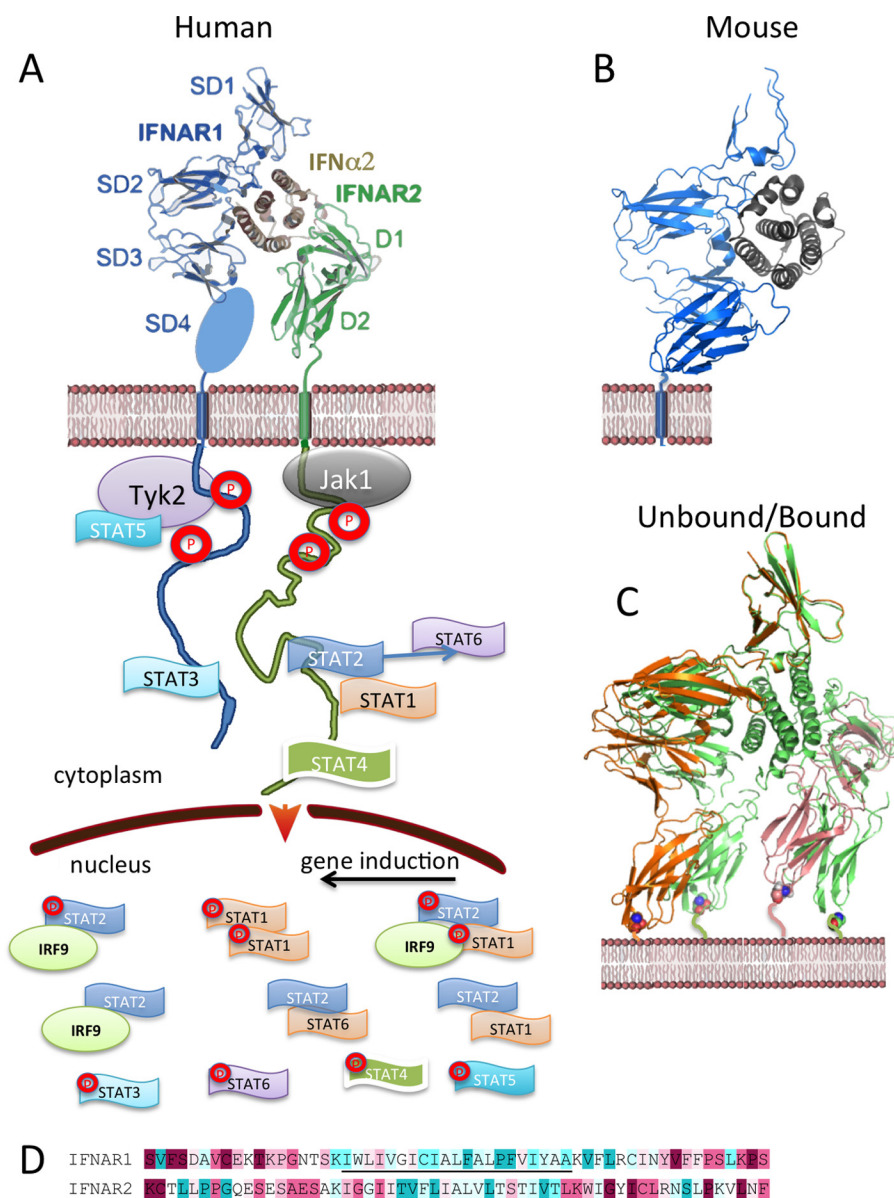 Human
Mouse
A
B
SD1
IFNAR1
IFNα2
SD2
IFNAR2
SD3
D1
SD4
D2
Tyk2
P
Jak1
STAT5
P
P
P
Unbound/Bound
C
STAT6
STAT2
STAT3
STAT1
STAT4
cytoplasm
nucleus
gene induction
STAT2
IRF9
STAT1
STAT1
STAT2
IRF9
STAT1
STAT2
IRF9
STAT2
STAT6
STAT2
STAT1
STAT3
STAT6
STAT4
STAT5
D
IFNAR1 SVFSDAVCEKTKPGNTSKIWLIVGICIALFALPFVIYAAKVFLRCINYVFFPSLKPS
IFNAR2 KCTLLPPGQESESAESAKIGGIITVFLIALVLTSTIVTLKWIGYICLRNSLPKVLNF